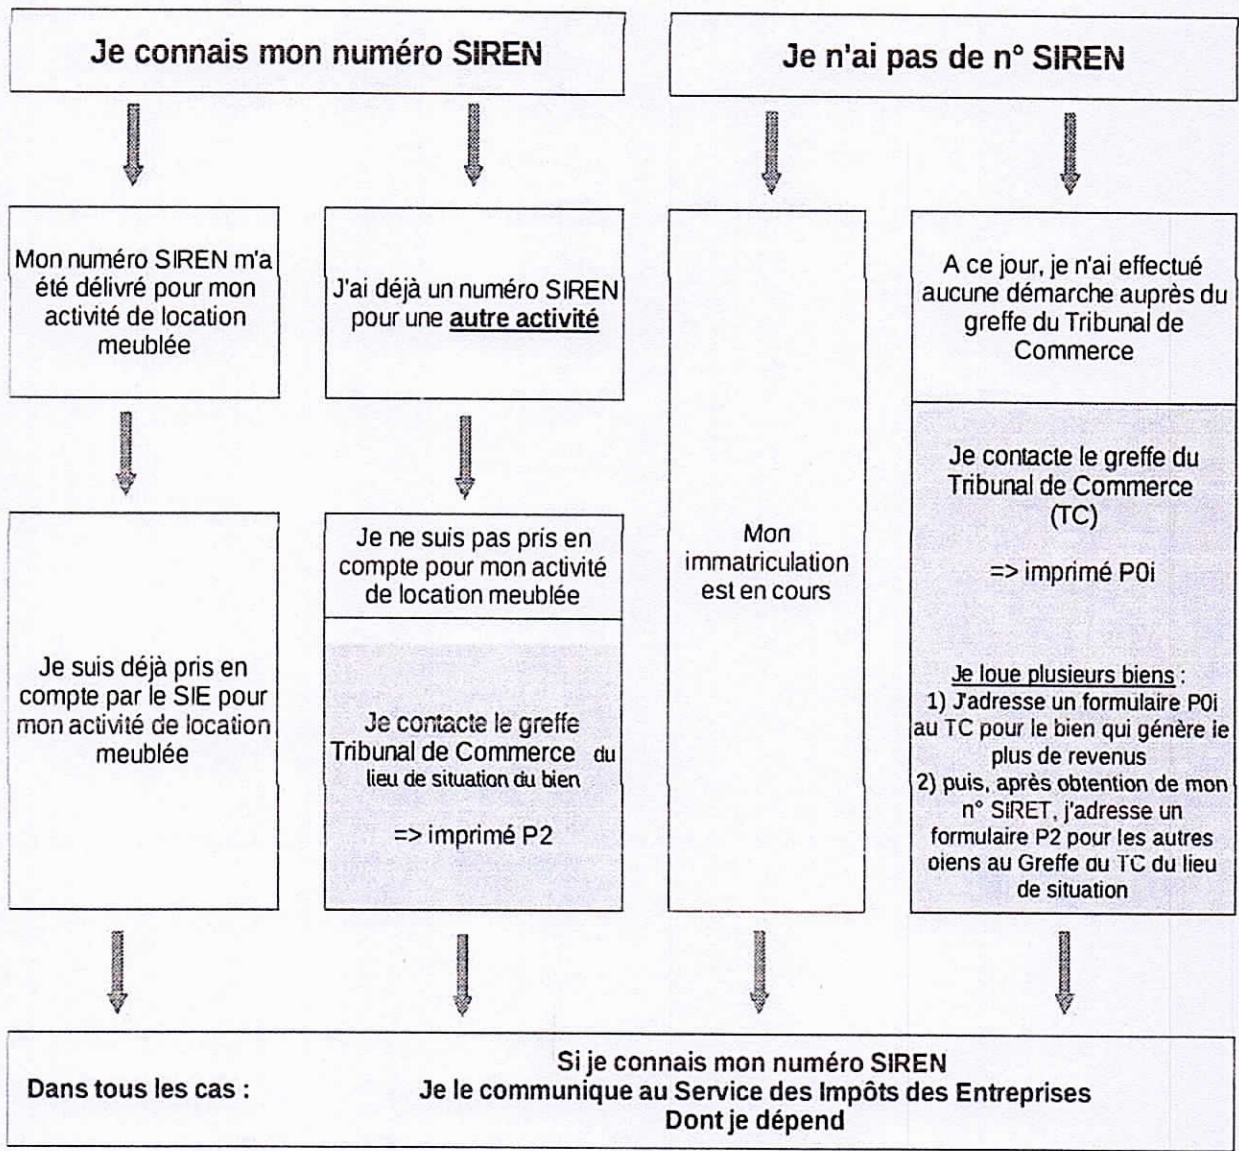 Je connais mon numéro SIREN
Je n'ai pas de n° SIREN
Mon numéro SIREN m'a
été délivré pour mon
activité de location
meublée
J'ai déjà un numéro SIREN
pour une autre activité
A ce jour, je n'ai effectué
aucune démarche auprès du
greffe du Tribunal de
Commerce
Je suis déjà pris en
compte par le SIE pour
mon activité de location
meublée
Je ne suis pas pris en
compte pour mon activité
de location meublée
Je contacte le greffe
Tribunal de Commerce du
lieu de situation du bien
=> imprimé P2
Mon
immatriculation
est en cours
Je contacte le greffe du
Tribunal de Commerce
(TC)
=> imprimé P0i
Je loue plusieurs biens :
1) J'adresse un formulaire P0i
au TC pour le bien qui génère le
plus de revenus
2) puis, après obtention de mon
n° SIRET, j'adresse un
formulaire P2 pour les autres
biens au Greffe du TC du lieu
de situation
Dans tous les cas :
Si je connais mon numéro SIREN
Je le communique au Service des Impôts des Entreprises
Dont je dépend